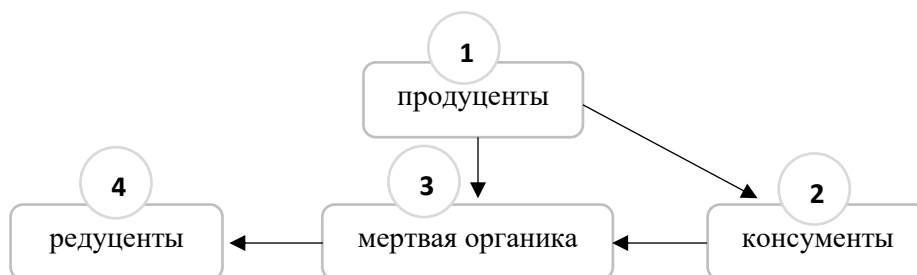 1
продуценты
4
редуценты
3
мертвая органика
2
консументы